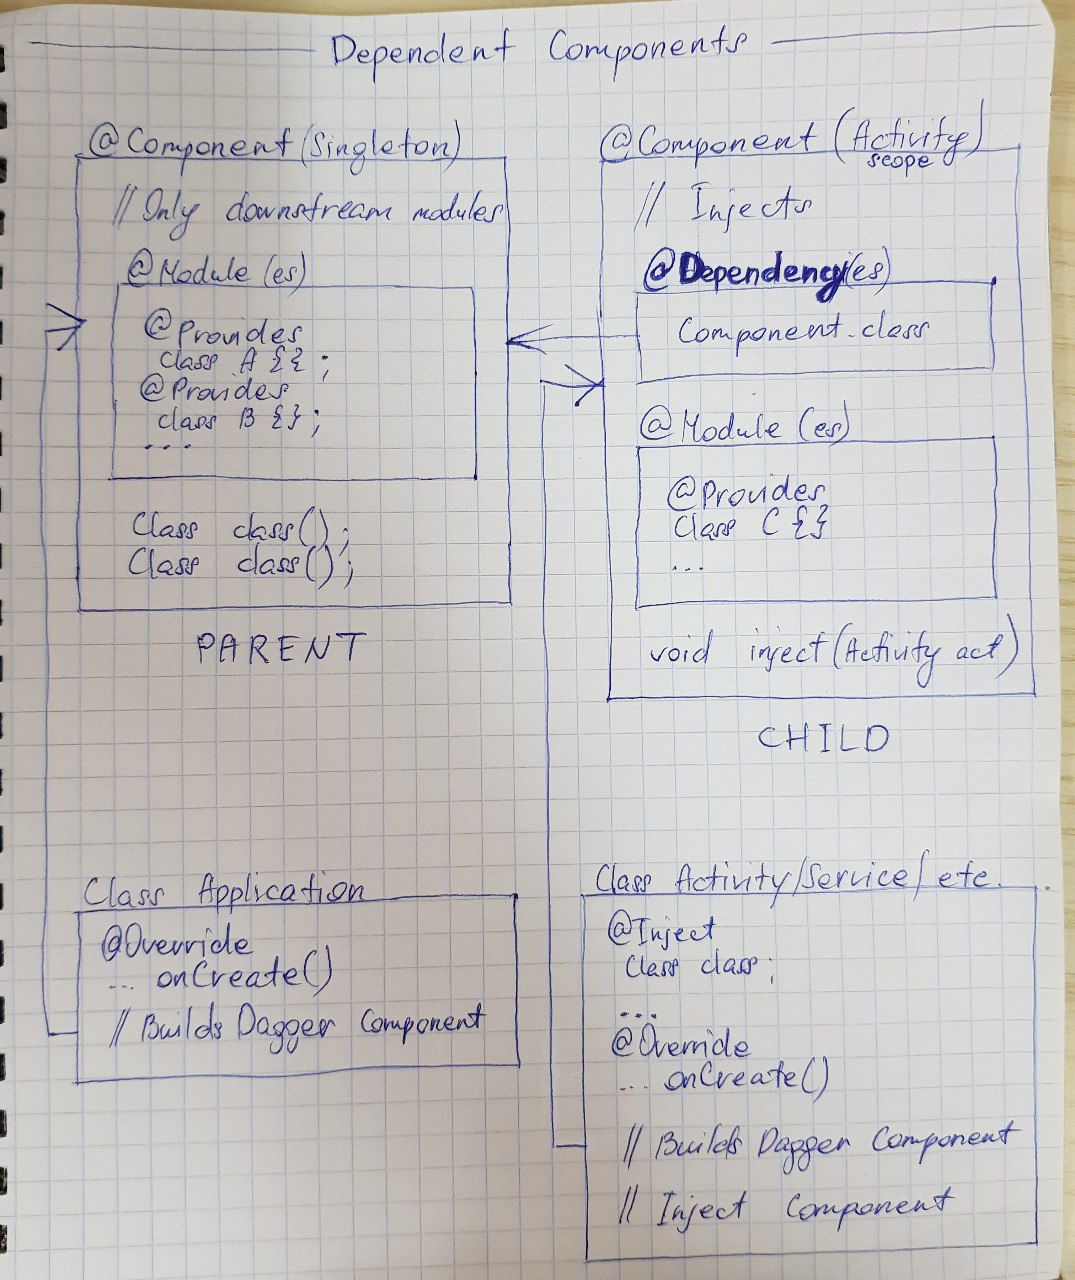 Dependent Components
@Component (Singleton)
// Only downstream modules
@Module (es)
@Provides
class A {};
@Provides
class B {};
...
Class class();
Class class();
PARENT
@Component (Activity)
scope
// Injects
@Dependency(es)
Component.class
@Module (es)
@Provides
Class C {}
...
void inject (Activity act)
CHILD
Class Application
@Override
... onCreate()
// Builds Dagger Component
Class Activity/Service/etc.
@Inject
Class class;
...
@Override
... onCreate()
// Builds Dagger Component
// Inject Component